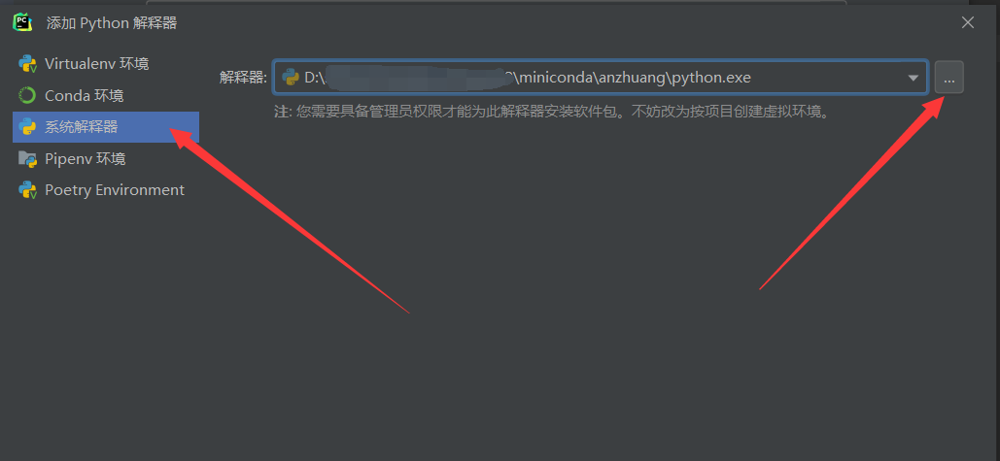 添加 Python 解释器
Virtualenv 环境
Conda 环境
系统解释器
Pipenv 环境
Poetry Environment
解释器: D:\ \miniconda\anzhuang\python.exe ...
注: 您需要具备管理员权限才能为此解释器安装软件包。不妨改为按项目创建虚拟环境。